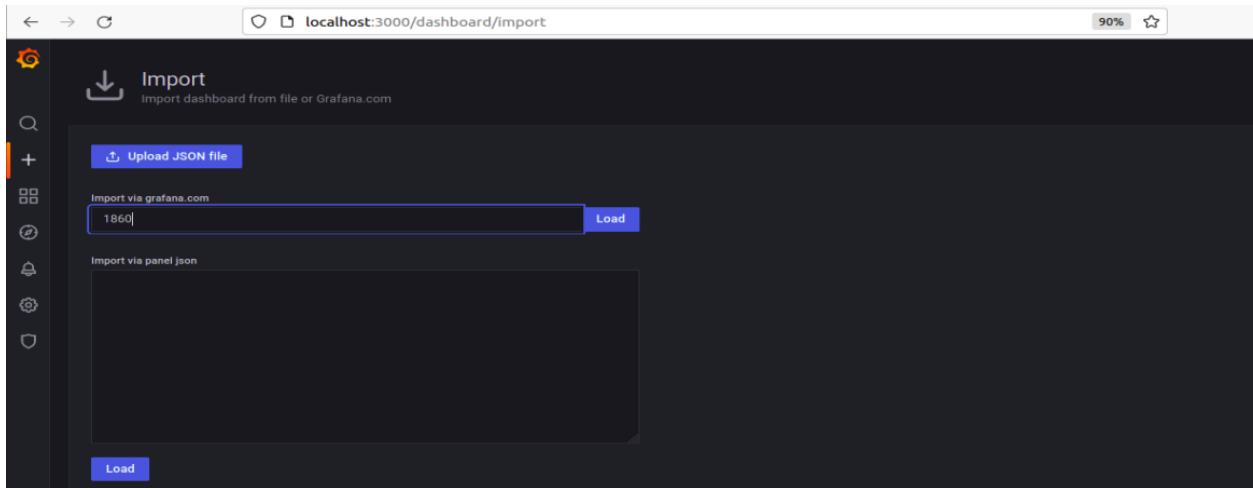 localhost:3000/dashboard/import 90%
Import
Import dashboard from file or Grafana.com
Upload JSON file
Import via grafana.com
1860 Load
Import via panel json
Load